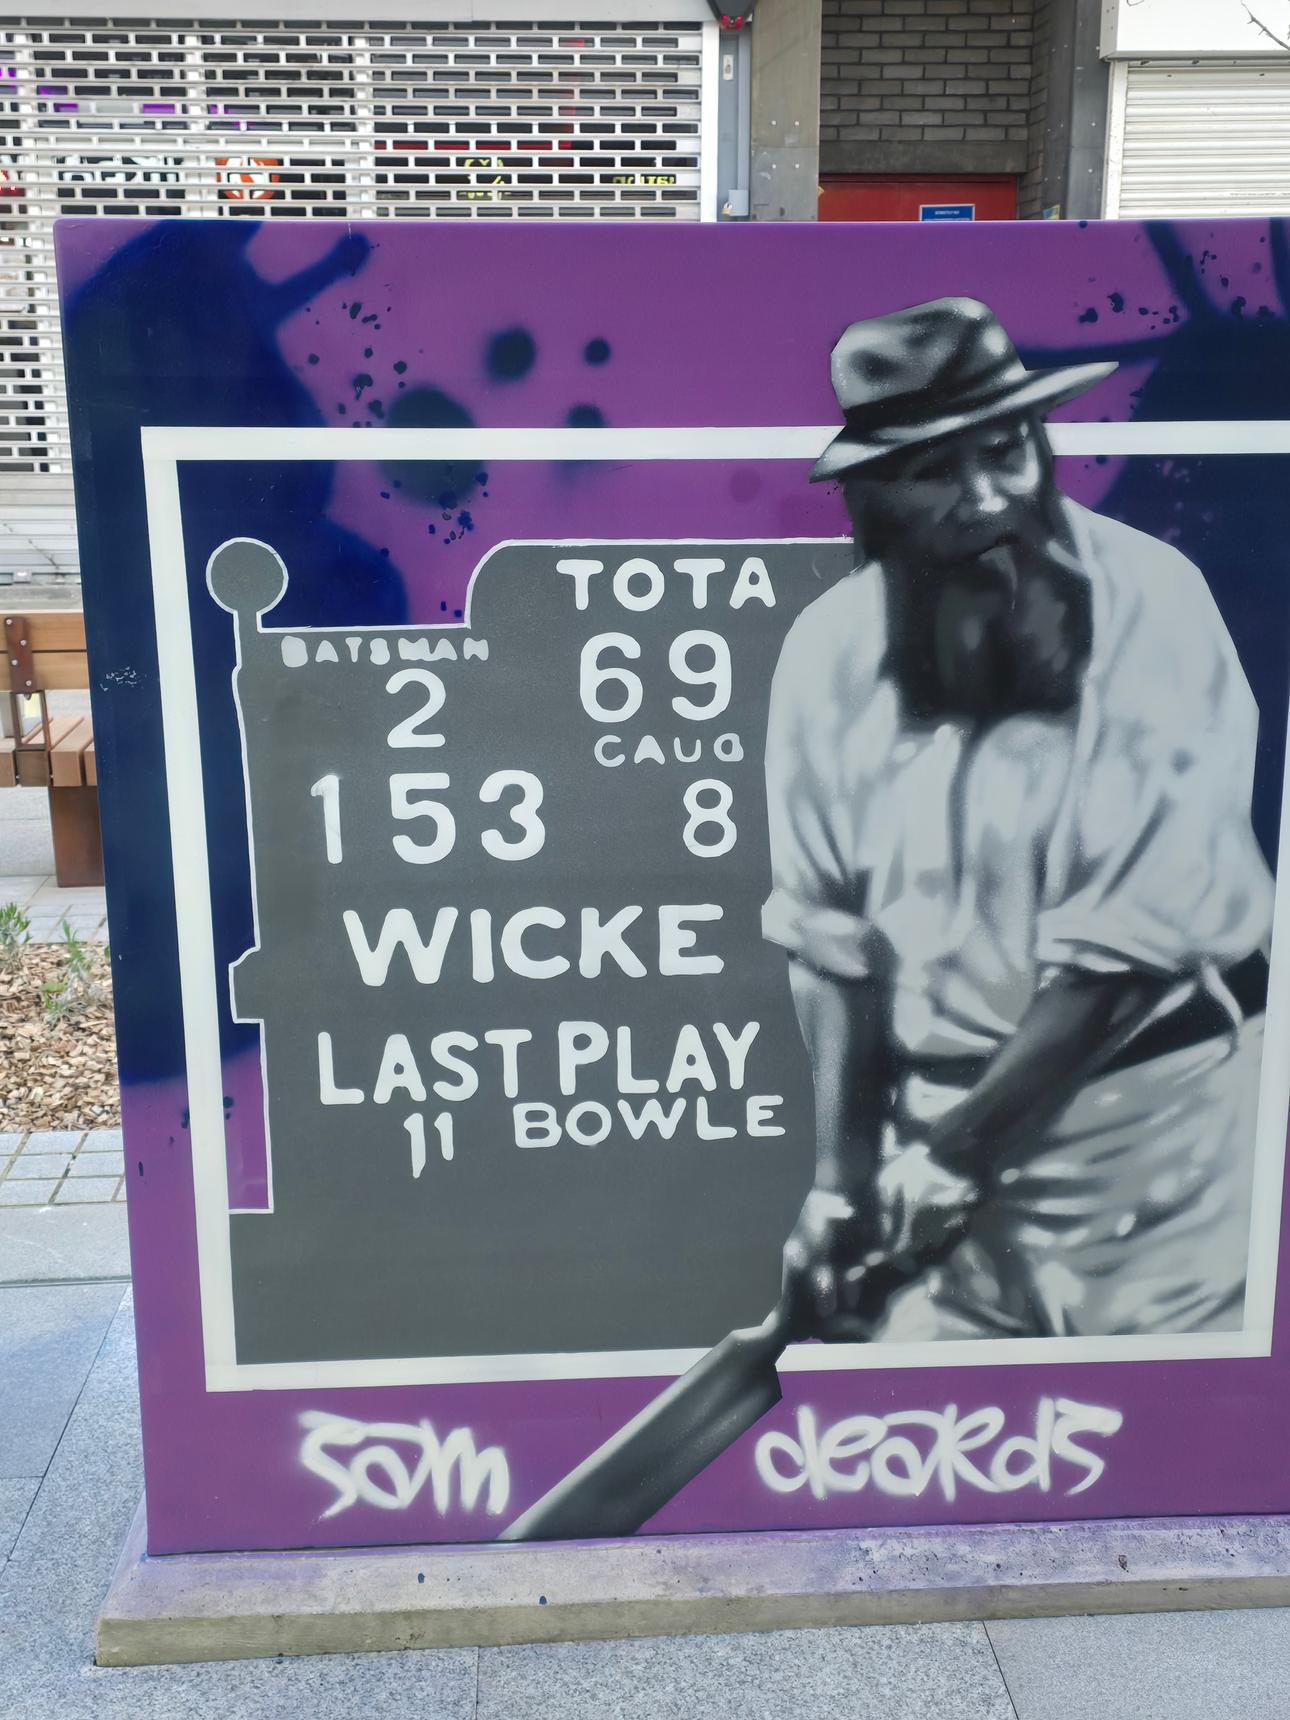 TOTA
BATSMAN
2
69
CAUG
153
8
WICKE
LAST PLAY
11 BOWLE
sam deards